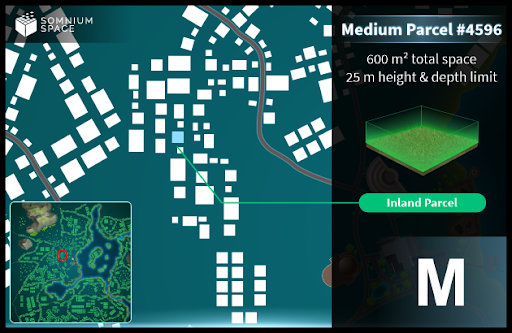 SOMNIUM
SPACE
Medium Parcel #4596
600 m² total space
25 m height & depth limit
Inland Parcel
M